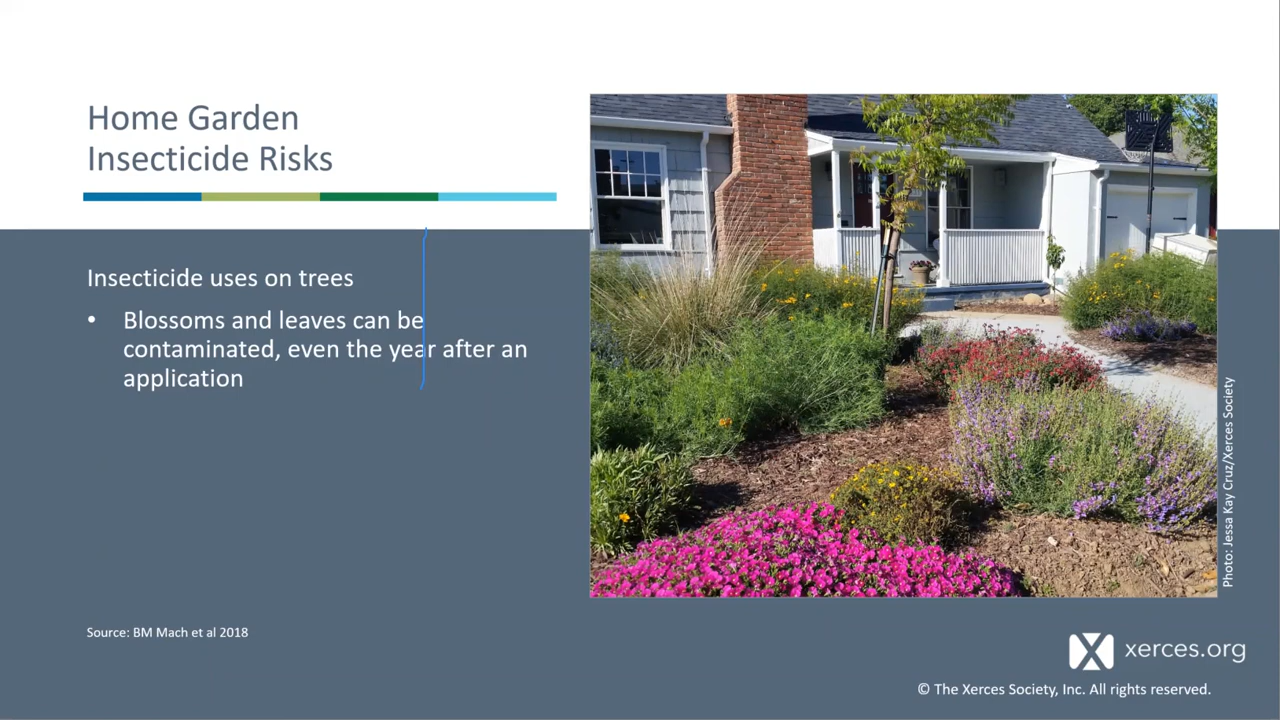 Home Garden
Insecticide Risks
Insecticide uses on trees
• Blossoms and leaves can be
contaminated, even the year after an
application
Photo: Jessa Kay Cruz/Xerces Society
Source: BM Mach et al 2018
xerces.org
© The Xerces Society, Inc. All rights reserved.